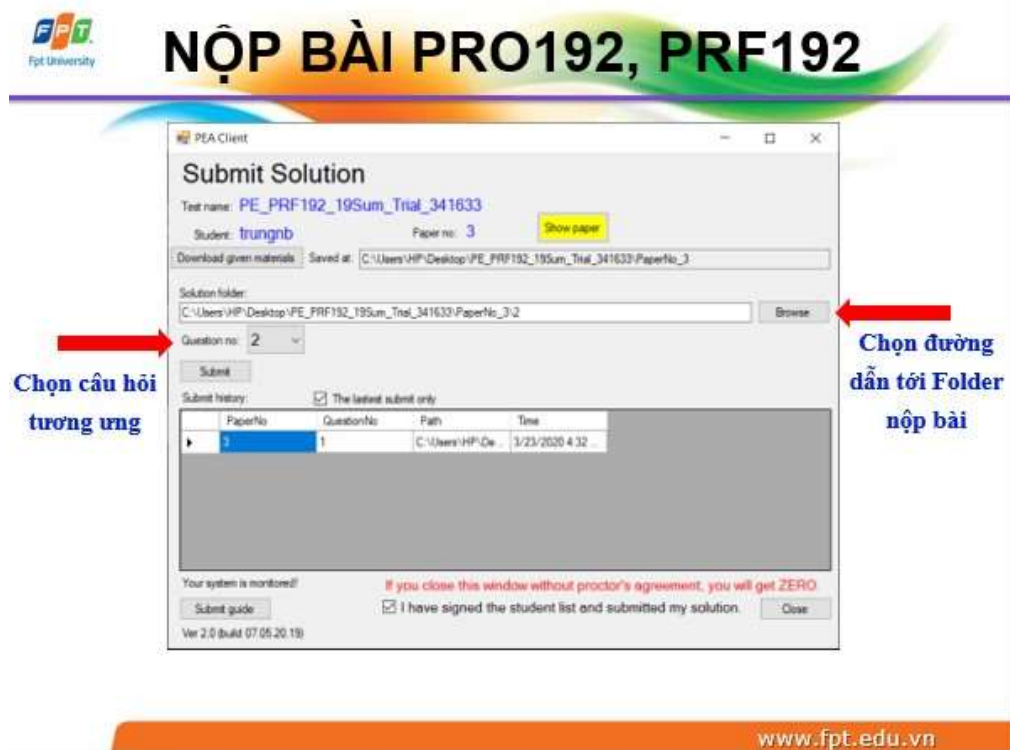 FPT
Fpt University
NỘP BÀI PRO192, PRF192
PEA Client
Submit Solution
Test name: PE_PRF192_19Sum_Trial_341633
Student: trungnb Paper no: 3 Show paper
Download given materials Saved at: C:\Users\HP\Desktop\PE_PRF192_19Sum_Trial_341633\PaperNo_3
Solution folder:
C:\Users\HP\Desktop\PE_PRF192_19Sum_Trial_341633\PaperNo_3\2 Browse
Question no: 2
Submit
Chọn câu hỏi
tương ưng
Chọn đường
dẫn tới Folder
nộp bài
Submit history: The lastest submit only
PaperNo QuestionNo Path Time
3 1 C:\Users\HP\De... 3/23/2020 4:32 ...
Your system is monitored! If you close this window without proctor's agreement, you will get ZERO.
Submit guide I have signed the student list and submitted my solution. Close
Ver 2.0 (build 07.05.20.19)
www.fpt.edu.vn